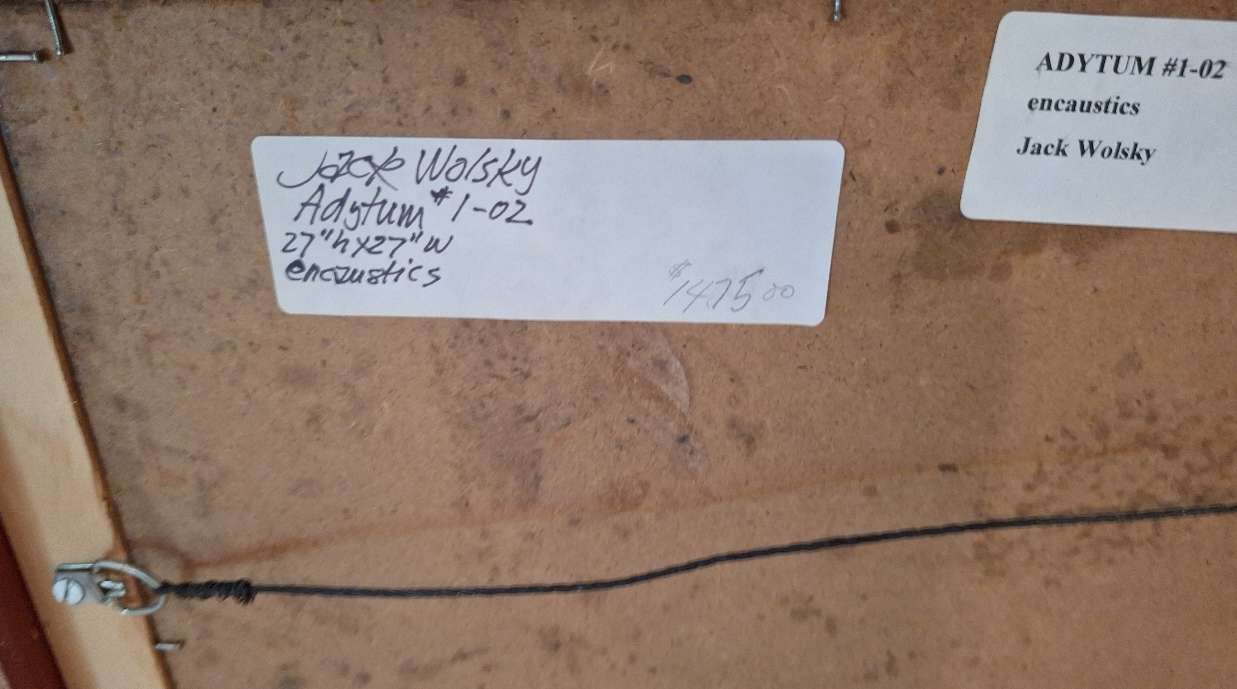 Jack Wolsky
Adytum #1-02
27"h x 27"w
encaustics
$1475.00
ADYTUM #1-02
encaustics
Jack Wolsky